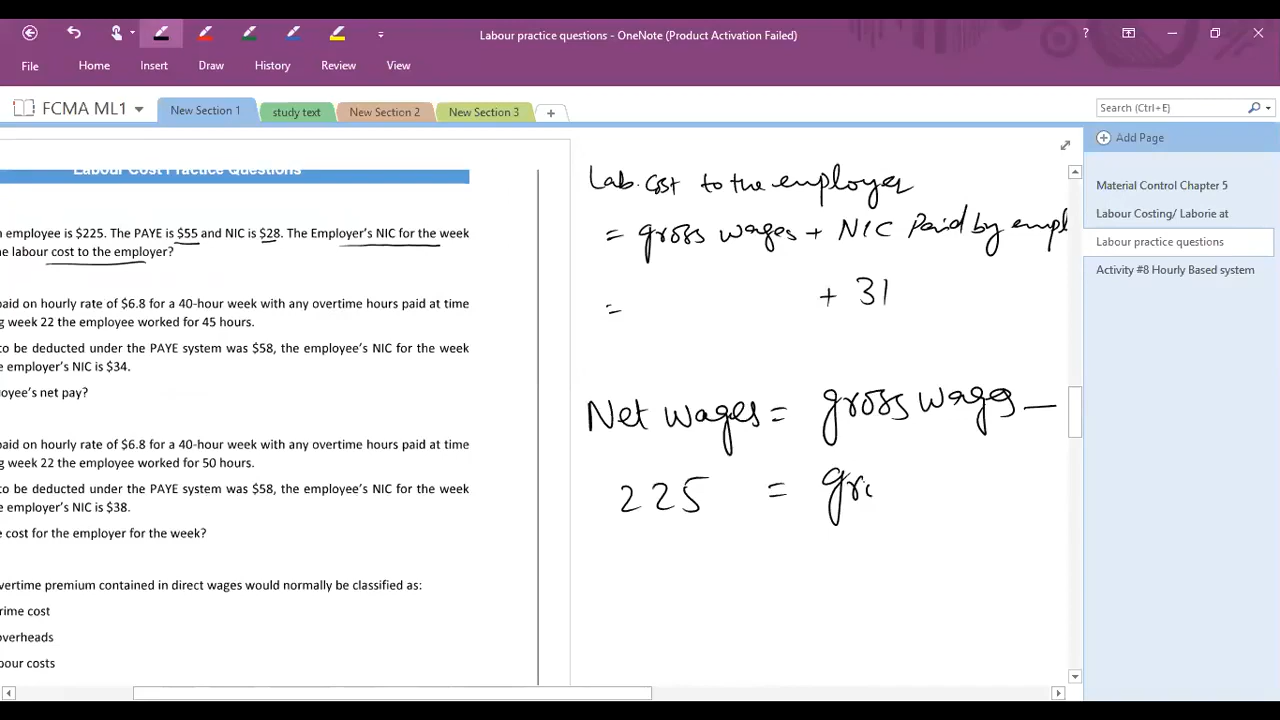 Labour practice questions - OneNote (Product Activation Failed)
?
File Home Insert Draw History Review View
FCMA ML1
New Section 1 study text New Section 2 New Section 3 +
Search (Ctrl+E)
Add Page
Material Control Chapter 5
Labour Costing/ Laborie at
Labour practice questions
Activity #8 Hourly Based system
Labour Cost Practice Questions
n employee is $225. The PAYE is $55 and NIC is $28. The Employer's NIC for the week
he labour cost to the employer?
paid on hourly rate of $6.8 for a 40-hour week with any overtime hours paid at time
g week 22 the employee worked for 45 hours.
to be deducted under the PAYE system was $58, the employee's NIC for the week
e employer's NIC is $34.
loyee's net pay?
paid on hourly rate of $6.8 for a 40-hour week with any overtime hours paid at time
g week 22 the employee worked for 50 hours.
to be deducted under the PAYE system was $58, the employee's NIC for the week
e employer's NIC is $38.
e cost for the employer for the week?
vertime premium contained in direct wages would normally be classified as:
rime cost
overheads
bour costs
Lab. cost to the employer
= gross wages + NIC Paid by empl
= + 31
Net wages = gross wages -
225 = gro